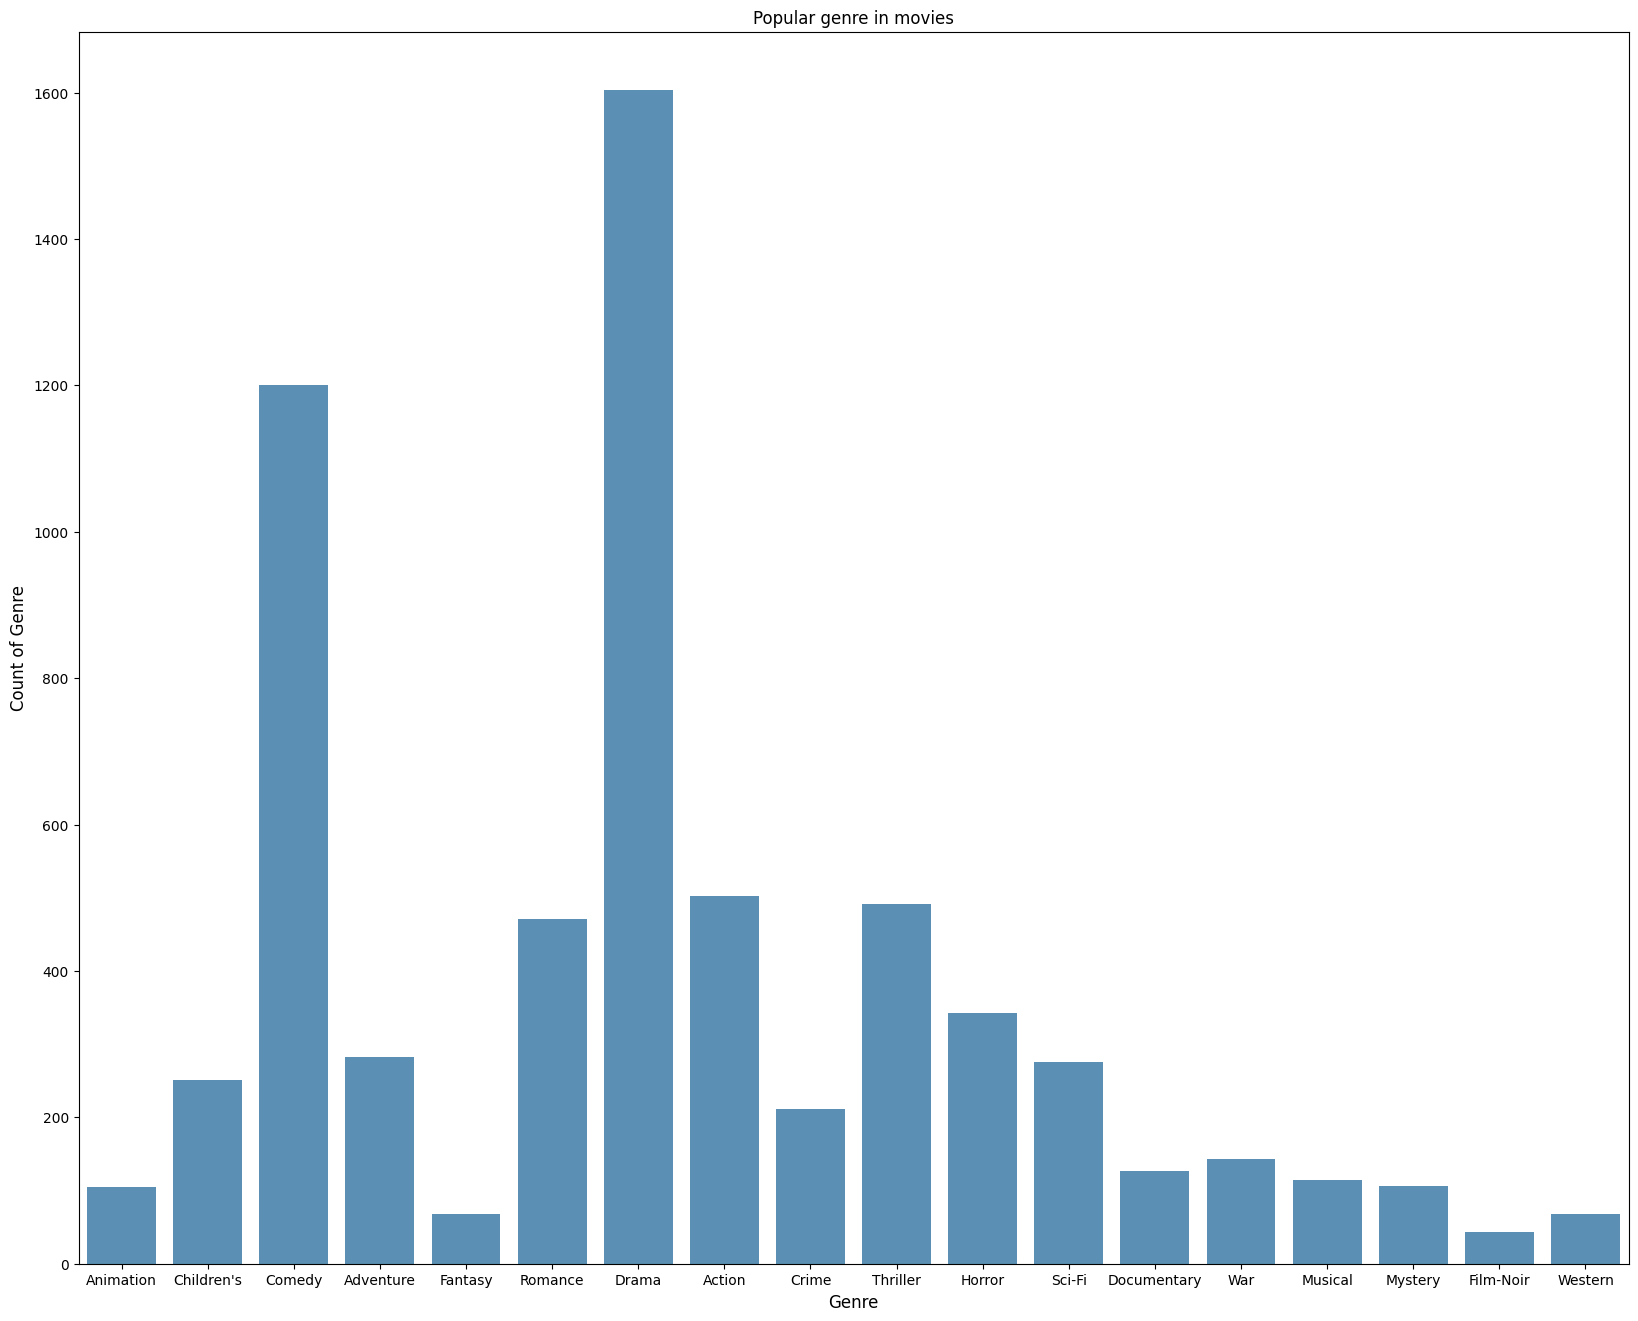 Popular genre in movies
1600
1400
1200
1000
800
600
400
200
0
Count of Genre
Animation Children's Comedy Adventure Fantasy Romance Drama Action Crime Thriller Horror Sci-Fi Documentary War Musical Mystery Film-Noir Western
Genre